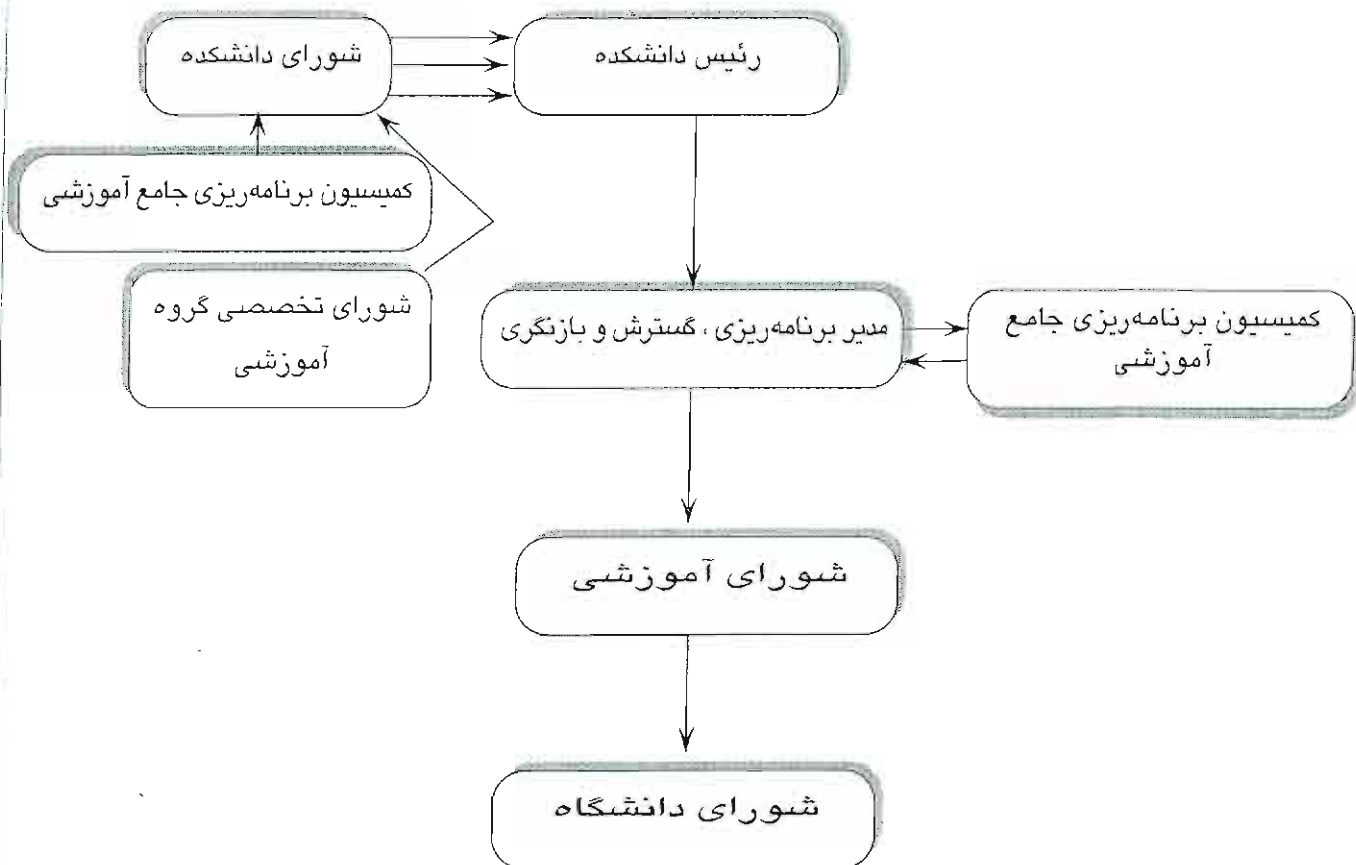 رئیس دانشکده
شورای دانشکده
کمیسیون برنامه‌ریزی جامع آموزشی
شورای تخصصی گروه
آموزشی
مدیر برنامه‌ریزی ، گسترش و بازنگری
کمیسیون برنامه‌ریزی جامع
آموزشی
شورای آموزشی
شورای دانشگاه